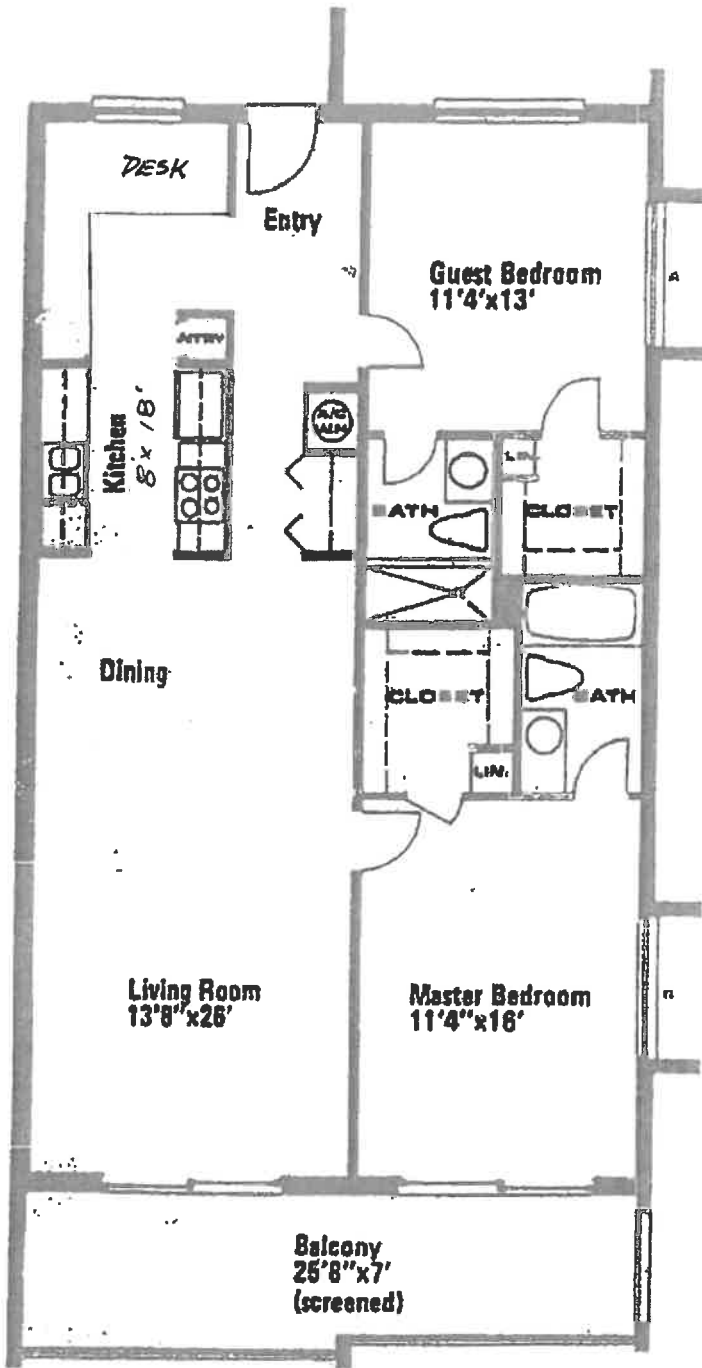 DESK
Entry
Guest Bedroom
11'4'x13'
Kitchen
8' x 18'
A/C
W.H
LIN.
ATH
CLO ET
Dining
CLO ET
ATH
LIN.
Living Room
13'8"x26'
Master Bedroom
11'4"x16'
Balcony
25'8"x7'
(screened)